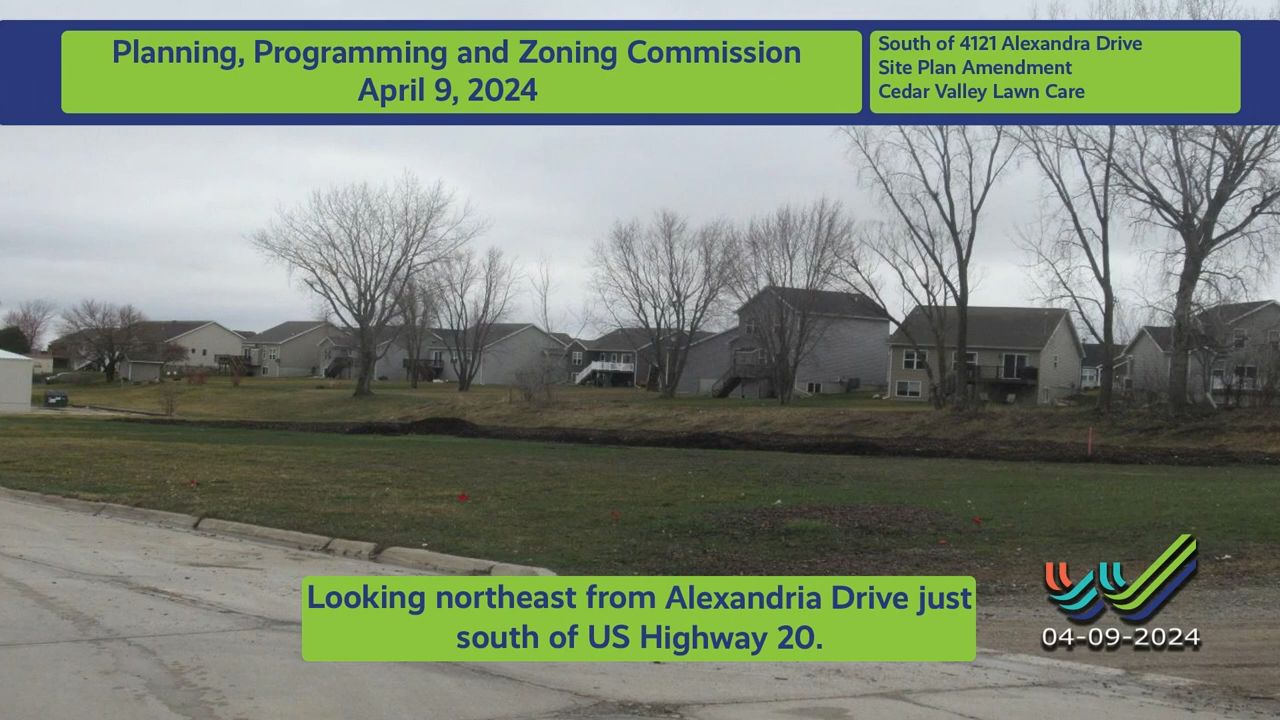 Planning, Programming and Zoning Commission
April 9, 2024
South of 4121 Alexandra Drive
Site Plan Amendment
Cedar Valley Lawn Care
Looking northeast from Alexandria Drive just
south of US Highway 20.
04-09-2024